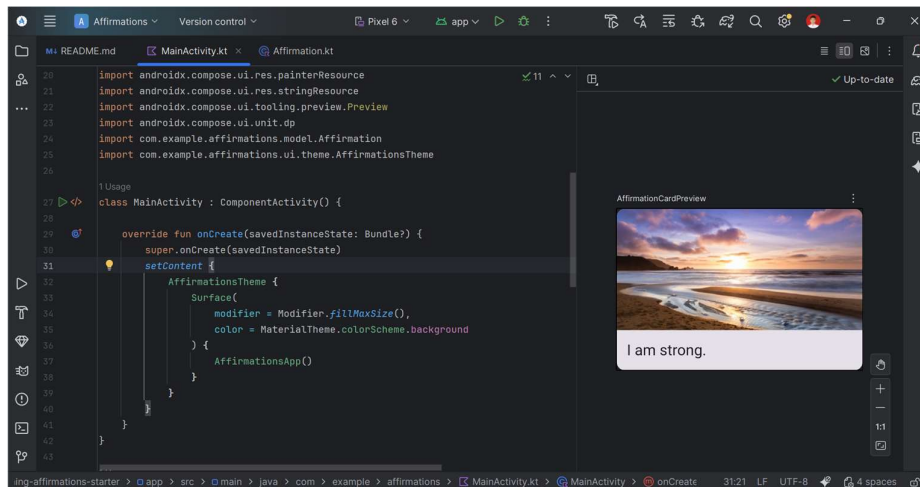 A Affirmations Version control Pixel 6 app
M↓ README.md MainActivity.kt Affirmation.kt
20 import androidx.compose.ui.res.painterResource 11
21 import androidx.compose.ui.res.stringResource
22 import androidx.compose.ui.tooling.preview.Preview
23 import androidx.compose.ui.unit.dp
24 import com.example.affirmations.model.Affirmation
25 import com.example.affirmations.ui.theme.AffirmationsTheme
26
1 Usage
27 class MainActivity : ComponentActivity() {
28
29 override fun onCreate(savedInstanceState: Bundle?) {
30 super.onCreate(savedInstanceState)
31 setContent {
32 AffirmationsTheme {
33 Surface(
34 modifier = Modifier.fillMaxSize(),
35 color = MaterialTheme.colorScheme.background
36 ) {
37 AffirmationsApp()
38 }
39 }
40 }
41 }
42 }
43
Up-to-date
AffirmationCardPreview
I am strong.
1:1
ing-affirmations-starter > app > src > main > java > com > example > affirmations > MainActivity.kt > MainActivity > onCreate 31:21 LF UTF-8 4 spaces